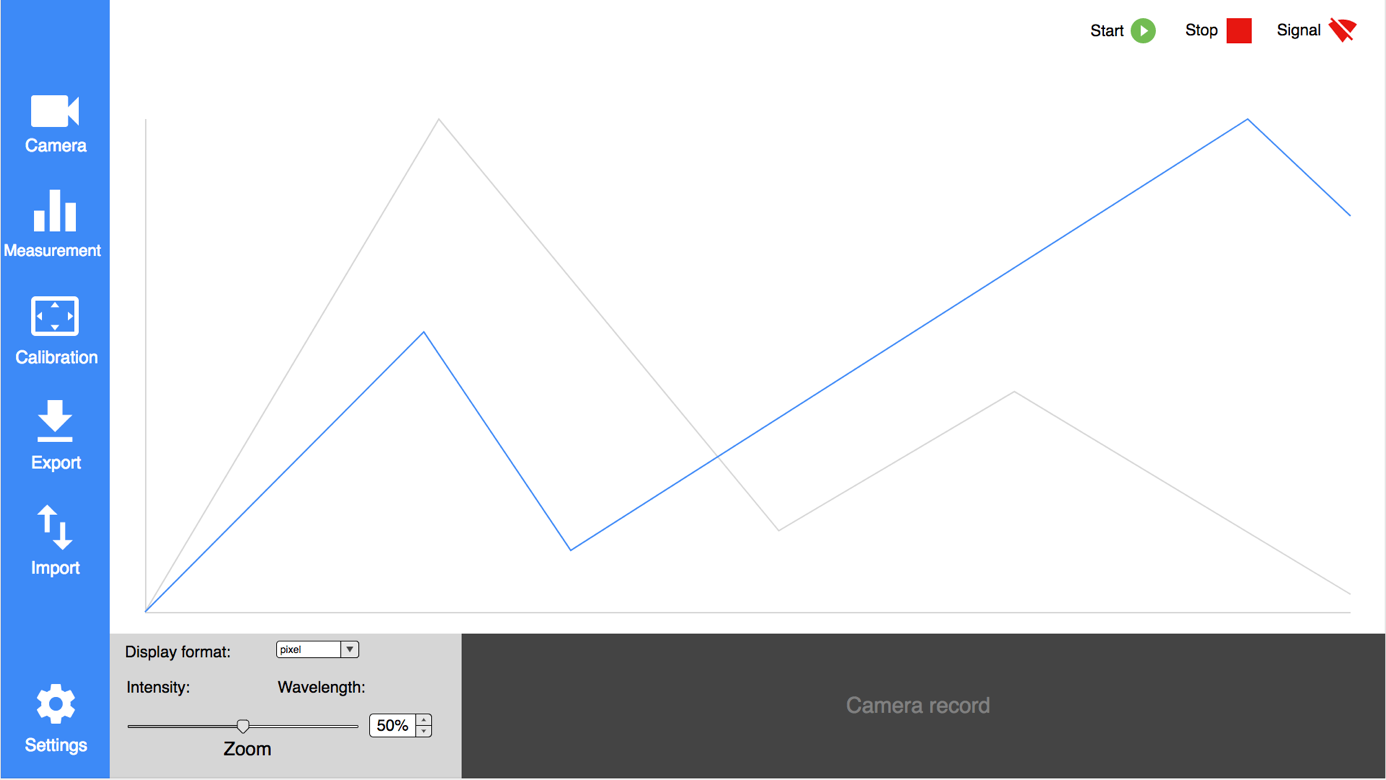 Start
Stop
Signal
Camera
Measurement
Calibration
Export
Import
Settings
Display format:
pixel
Intensity:
Wavelength:
50%
Zoom
Camera record